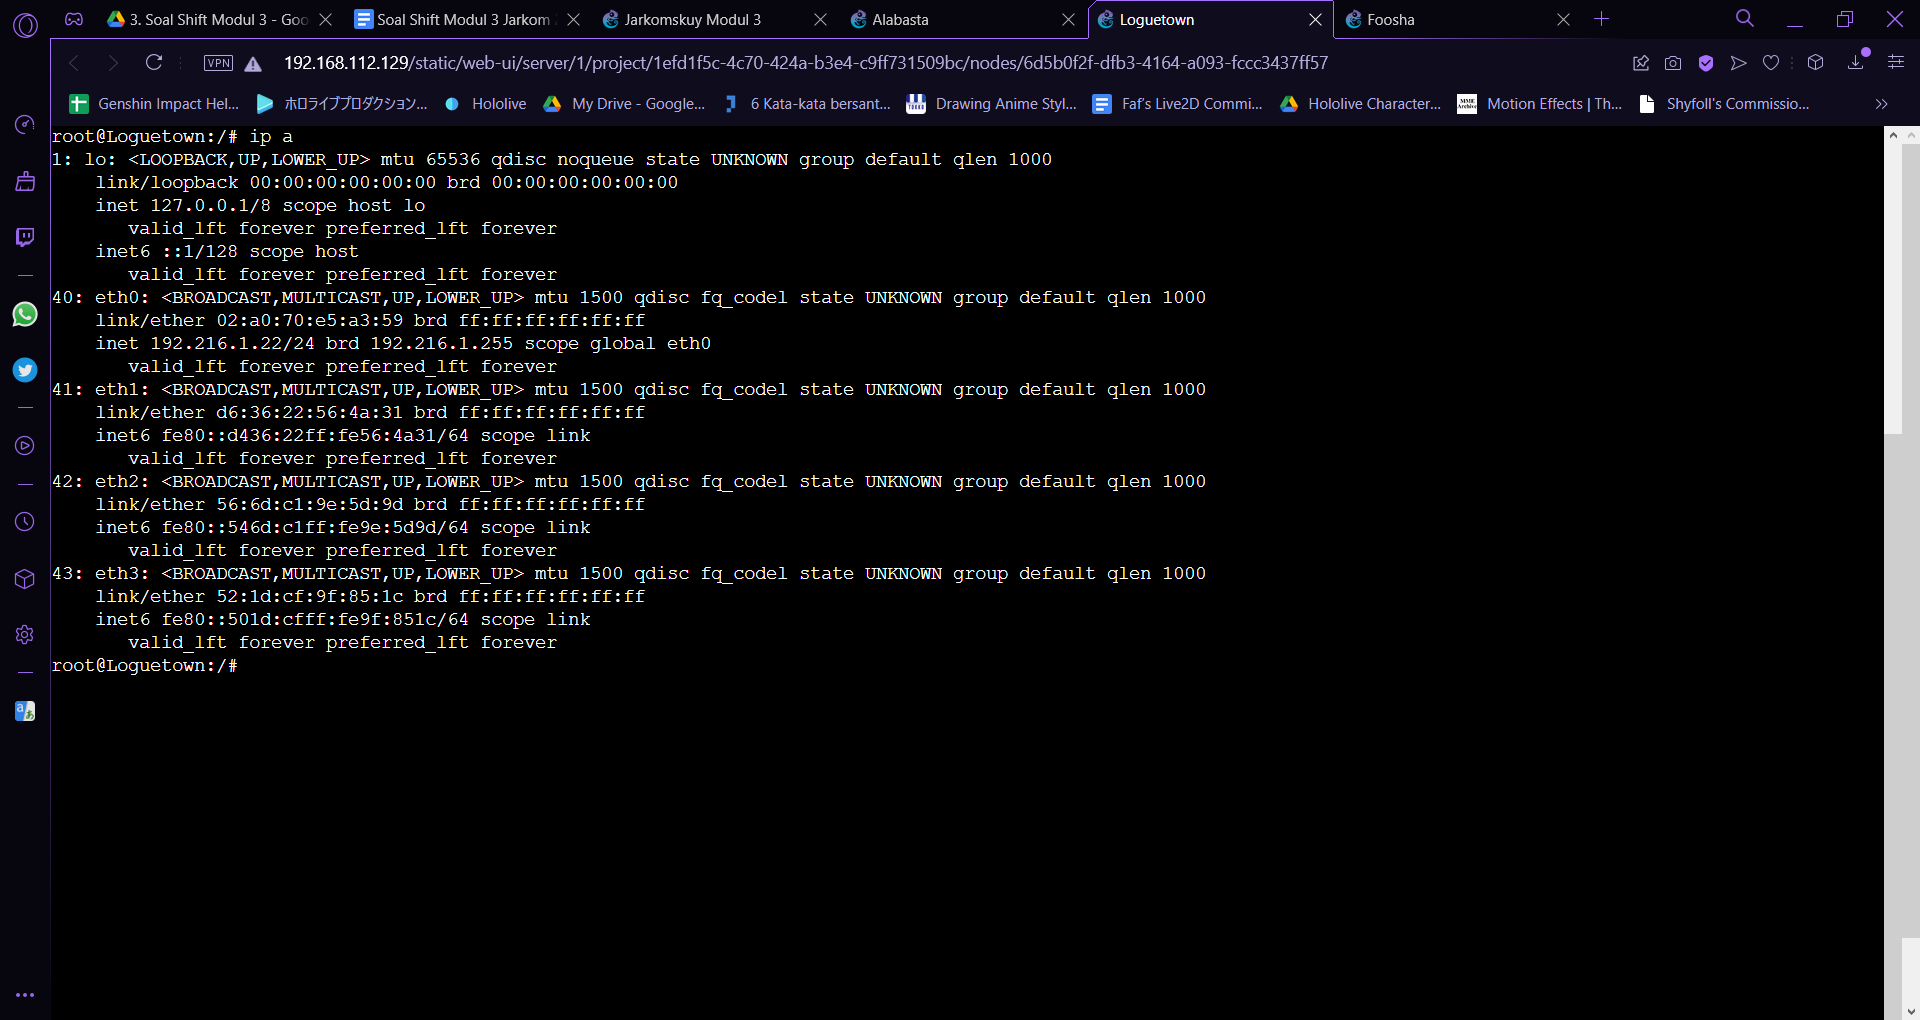 3. Soal Shift Modul 3 - Goo
Soal Shift Modul 3 Jarkom
Jarkomskuy Modul 3
Alabasta
Loguetown
Foosha
VPN
192.168.112.129/static/web-ui/server/1/project/1efd1f5c-4c70-424a-b3e4-c9ff731509bc/nodes/6d5b0f2f-dfb3-4164-a093-fccc3437ff57
Genshin Impact Hel...
ホロライブプロダクション...
Hololive
My Drive - Google...
6 Kata-kata bersant...
Drawing Anime Styl...
Faf's Live2D Commi...
Hololive Character...
Motion Effects | Th...
Shyfoll's Commissio...
root@Loguetown:/# ip a
1: lo: <LOOPBACK,UP,LOWER_UP> mtu 65536 qdisc noqueue state UNKNOWN group default qlen 1000
link/loopback 00:00:00:00:00:00 brd 00:00:00:00:00:00
inet 127.0.0.1/8 scope host lo
valid_lft forever preferred_lft forever
inet6 ::1/128 scope host
valid_lft forever preferred_lft forever
40: eth0: <BROADCAST,MULTICAST,UP,LOWER_UP> mtu 1500 qdisc fq_codel state UNKNOWN group default qlen 1000
link/ether 02:a0:70:e5:a3:59 brd ff:ff:ff:ff:ff:ff
inet 192.216.1.22/24 brd 192.216.1.255 scope global eth0
valid_lft forever preferred_lft forever
41: eth1: <BROADCAST,MULTICAST,UP,LOWER_UP> mtu 1500 qdisc fq_codel state UNKNOWN group default qlen 1000
link/ether d6:36:22:56:4a:31 brd ff:ff:ff:ff:ff:ff
inet6 fe80::d436:22ff:fe56:4a31/64 scope link
valid_lft forever preferred_lft forever
42: eth2: <BROADCAST,MULTICAST,UP,LOWER_UP> mtu 1500 qdisc fq_codel state UNKNOWN group default qlen 1000
link/ether 56:6d:c1:9e:5d:9d brd ff:ff:ff:ff:ff:ff
inet6 fe80::546d:c1ff:fe9e:5d9d/64 scope link
valid_lft forever preferred_lft forever
43: eth3: <BROADCAST,MULTICAST,UP,LOWER_UP> mtu 1500 qdisc fq_codel state UNKNOWN group default qlen 1000
link/ether 52:1d:cf:9f:85:1c brd ff:ff:ff:ff:ff:ff
inet6 fe80::501d:cfff:fe9f:851c/64 scope link
valid_lft forever preferred_lft forever
root@Loguetown:/#